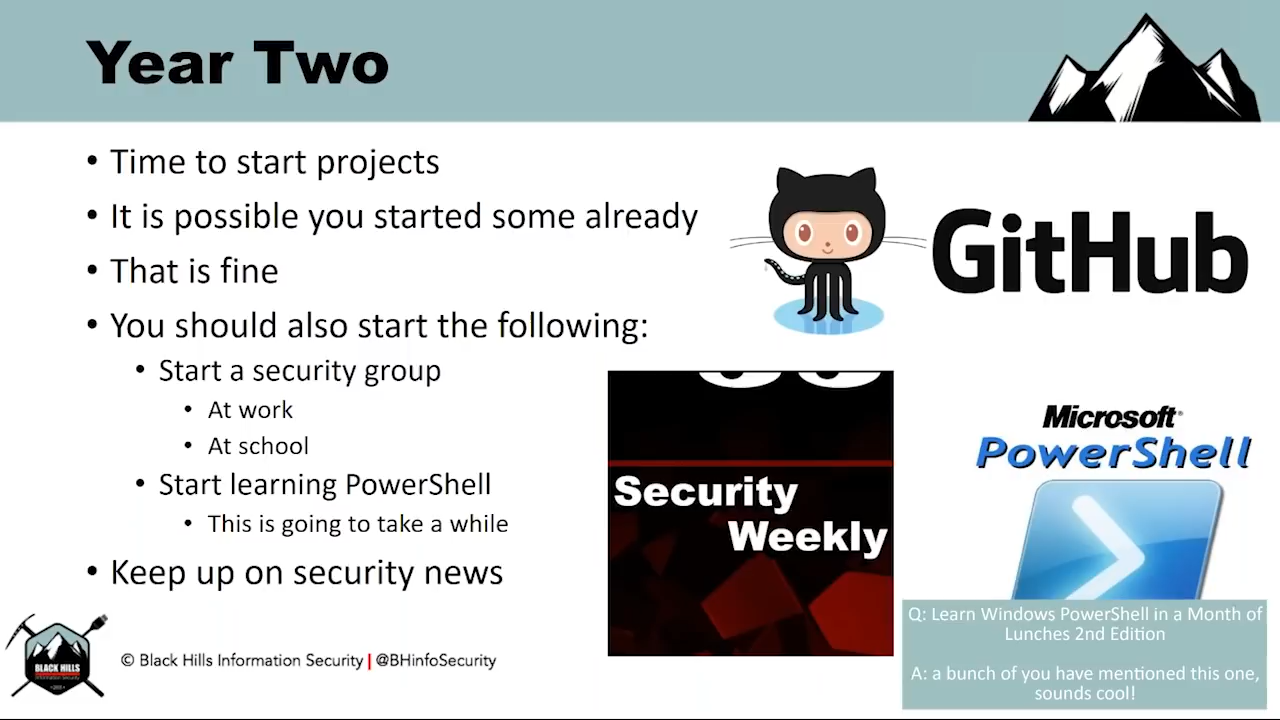 Year Two
• Time to start projects
• It is possible you started some already
• That is fine
• You should also start the following:
• Start a security group
• At work
• At school
• Start learning PowerShell
• This is going to take a while
• Keep up on security news
GitHub
Security
Weekly
Microsoft
PowerShell
Q: Learn Windows PowerShell in a Month of
Lunches 2nd Edition
A: a bunch of you have mentioned this one,
sounds cool!
BLACK HILLS
Information Security
© Black Hills Information Security | @BHinfoSecurity